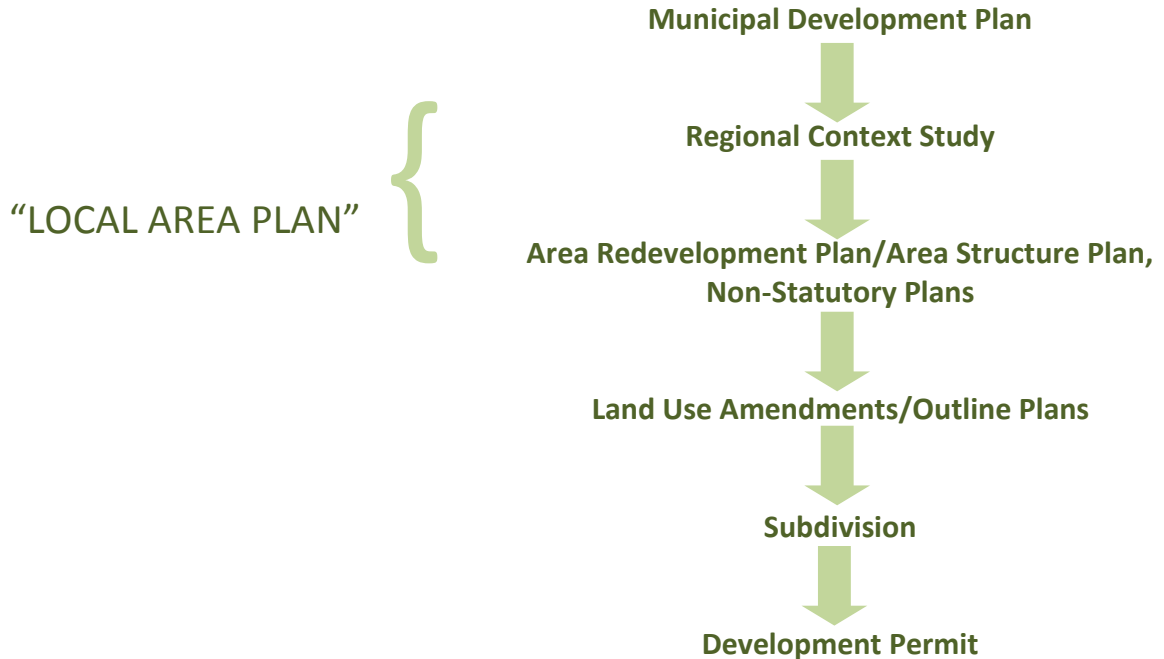 Municipal Development Plan
Regional Context Study
“LOCAL AREA PLAN”
Area Redevelopment Plan/Area Structure Plan,
Non-Statutory Plans
Land Use Amendments/Outline Plans
Subdivision
Development Permit